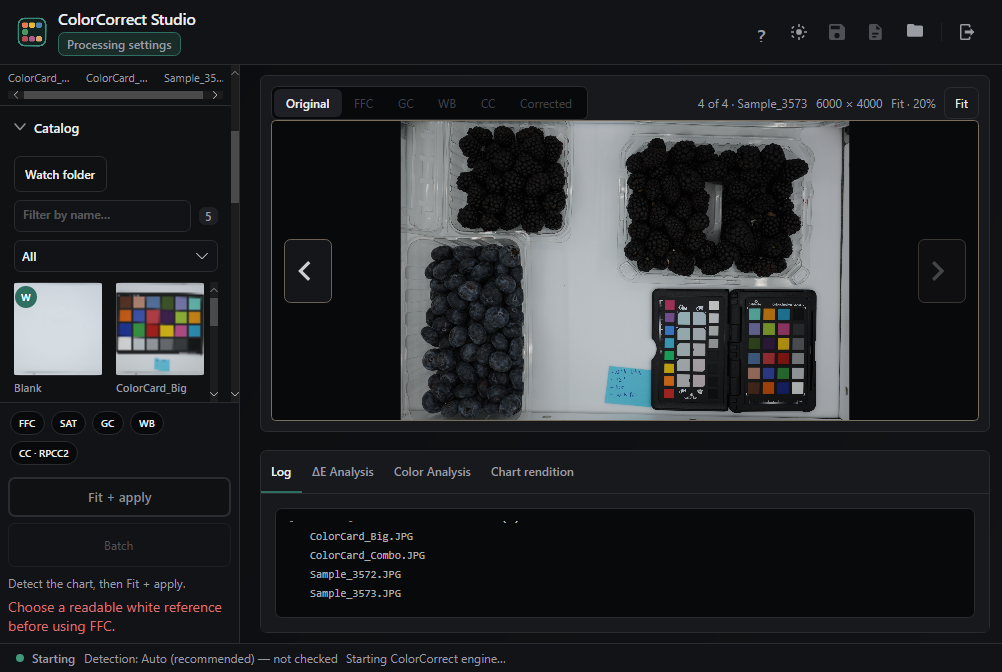 ColorCorrect Studio
Processing settings
?
ColorCard_... ColorCard_... Sample_35...
Catalog
Watch folder
Filter by name... 5
All
W
Blank ColorCard_Big
FFC SAT GC WB
CC · RPCC2
Fit + apply
Batch
Detect the chart, then Fit + apply.
Choose a readable white reference
before using FFC.
Original FFC GC WB CC Corrected 4 of 4 · Sample_3573 6000 × 4000 Fit · 20% Fit
Log ΔE Analysis Color Analysis Chart rendition
ColorCard_Big.JPG
ColorCard_Combo.JPG
Sample_3572.JPG
Sample_3573.JPG
Starting Detection: Auto (recommended) — not checked Starting ColorCorrect engine...